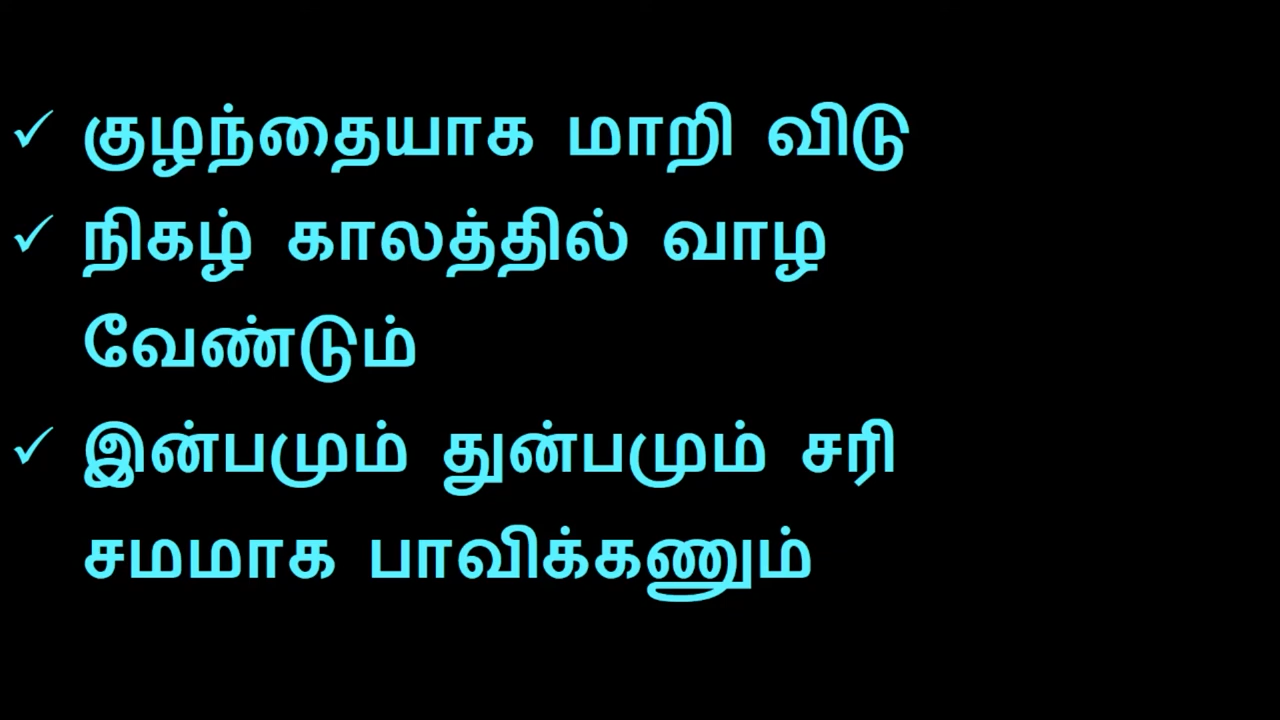 ✓ குழந்தையாக மாறி விடு
✓ நிகழ் காலத்தில் வாழ
வேண்டும்
✓ இன்பமும் துன்பமும் சரி
சமமாக பாவிக்கணும்